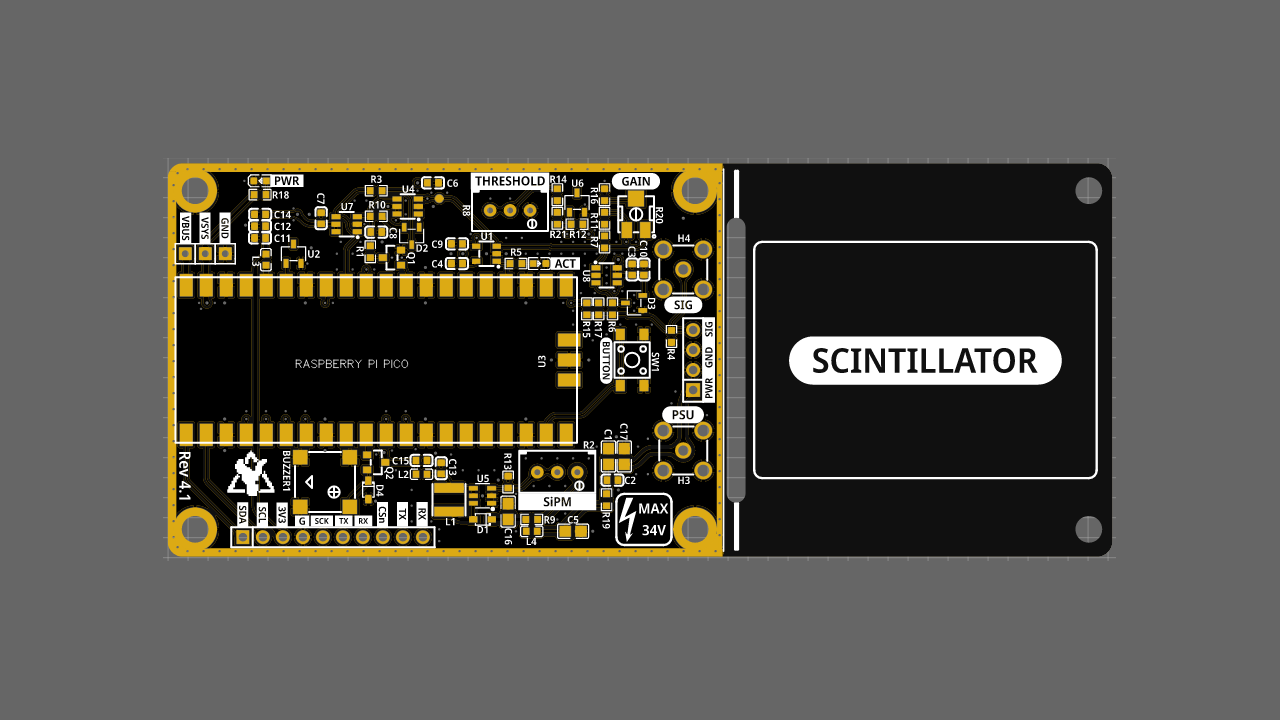 PWR
R18
C14
C12
C11
L3
U2
C7
U7
R3
R10
C8
R1
U4
C6
D2
Q1
C9
C4
U1
R8
THRESHOLD
R5
ACT
R14
U6
R21
R12
R16
R11
R7
GAIN
R20
VBUS
VSYS
GND
H4
SIG
U8
C3
C10
D3
R15
R17
R6
R4
BUTTON
SW1
SIG
GND
PWR
RASPBERRY PI PICO
U3
SCINTILLATOR
PSU
H3
Rev 4.1
BUZZER1
Q2
D4
C15
L2
C13
L1
U5
D1
R13
C16
R2
SiPM
R9
L4
C5
C17
C2
R19
MAX
34V
SDA
SCL
3V3
G
SCK
TX
RX
CSn
TX
RX